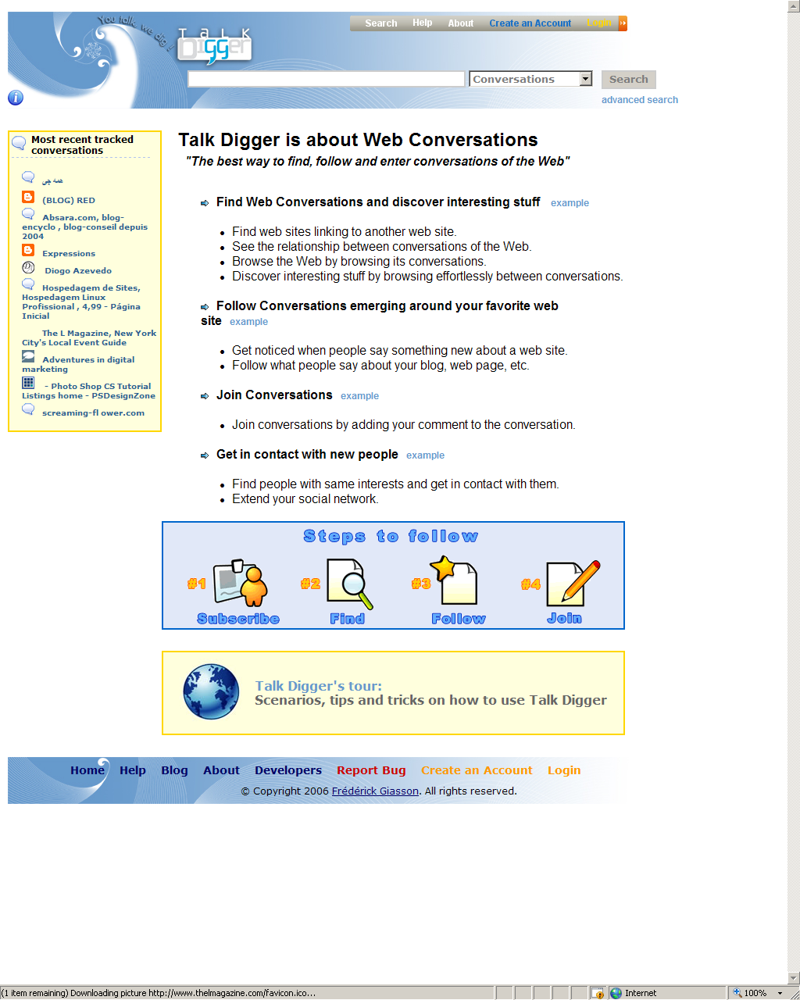 You talk, we dig !
TaLK
Digger
Search Help About Create an Account Login
Conversations
Search
advanced search
Most recent tracked
conversations
همه چی
(BLOG) RED
Absara.com, blog-
encyclo , blog-conseil depuis
2004
Expressions
Diogo Azevedo
Hospedagem de Sites,
Hospedagem Linux
Profissional , 4,99 - Página
Inicial
The L Magazine, New York
City's Local Event Guide
Adventures in digital
marketing
- Photo Shop CS Tutorial
Listings home - PSDesignZone
screaming-fl ower.com
Talk Digger is about Web Conversations
"The best way to find, follow and enter conversations of the Web"
Find Web Conversations and discover interesting stuff example
Find web sites linking to another web site.
See the relationship between conversations of the Web.
Browse the Web by browsing its conversations.
Discover interesting stuff by browsing effortlessly between conversations.
Follow Conversations emerging around your favorite web
site example
Get noticed when people say something new about a web site.
Follow what people say about your blog, web page, etc.
Join Conversations example
Join conversations by adding your comment to the conversation.
Get in contact with new people example
Find people with same interests and get in contact with them.
Extend your social network.
Steps to follow
#1 #2 #3 #4
Subscribe Find Follow Join
Talk Digger's tour:
Scenarios, tips and tricks on how to use Talk Digger
Home Help Blog About Developers Report Bug Create an Account Login
© Copyright 2006 Frédérick Giasson. All rights reserved.
(1 item remaining) Downloading picture http://www.thelmagazine.com/favicon.ico... Internet 100%